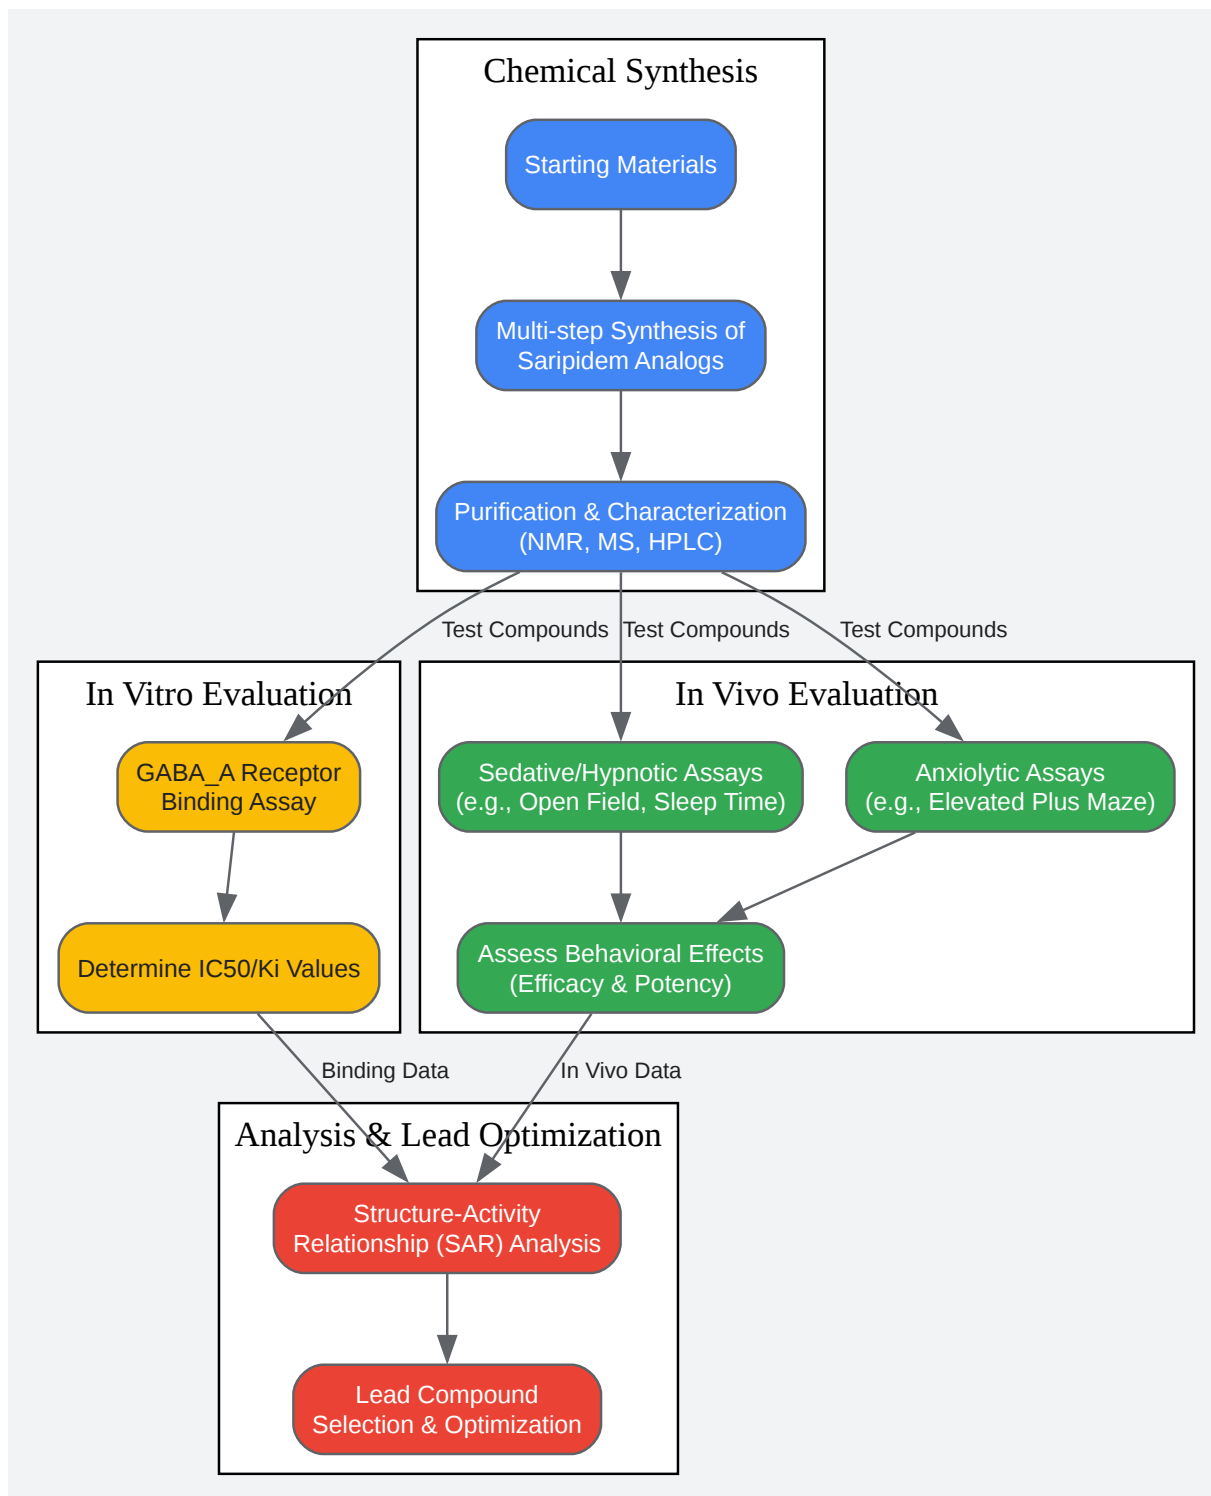 Chemical Synthesis
Starting Materials
Multi-step Synthesis of
Saripidem Analogs
Purification & Characterization
(NMR, MS, HPLC)
Test Compounds
Test Compounds
Test Compounds
In Vitro Evaluation
GABA_A Receptor
Binding Assay
Determine IC50/Ki Values
In Vivo Evaluation
Sedative/Hypnotic Assays
(e.g., Open Field, Sleep Time)
Anxiolytic Assays
(e.g., Elevated Plus Maze)
Assess Behavioral Effects
(Efficacy & Potency)
Binding Data
In Vivo Data
Analysis & Lead Optimization
Structure-Activity
Relationship (SAR) Analysis
Lead Compound
Selection & Optimization